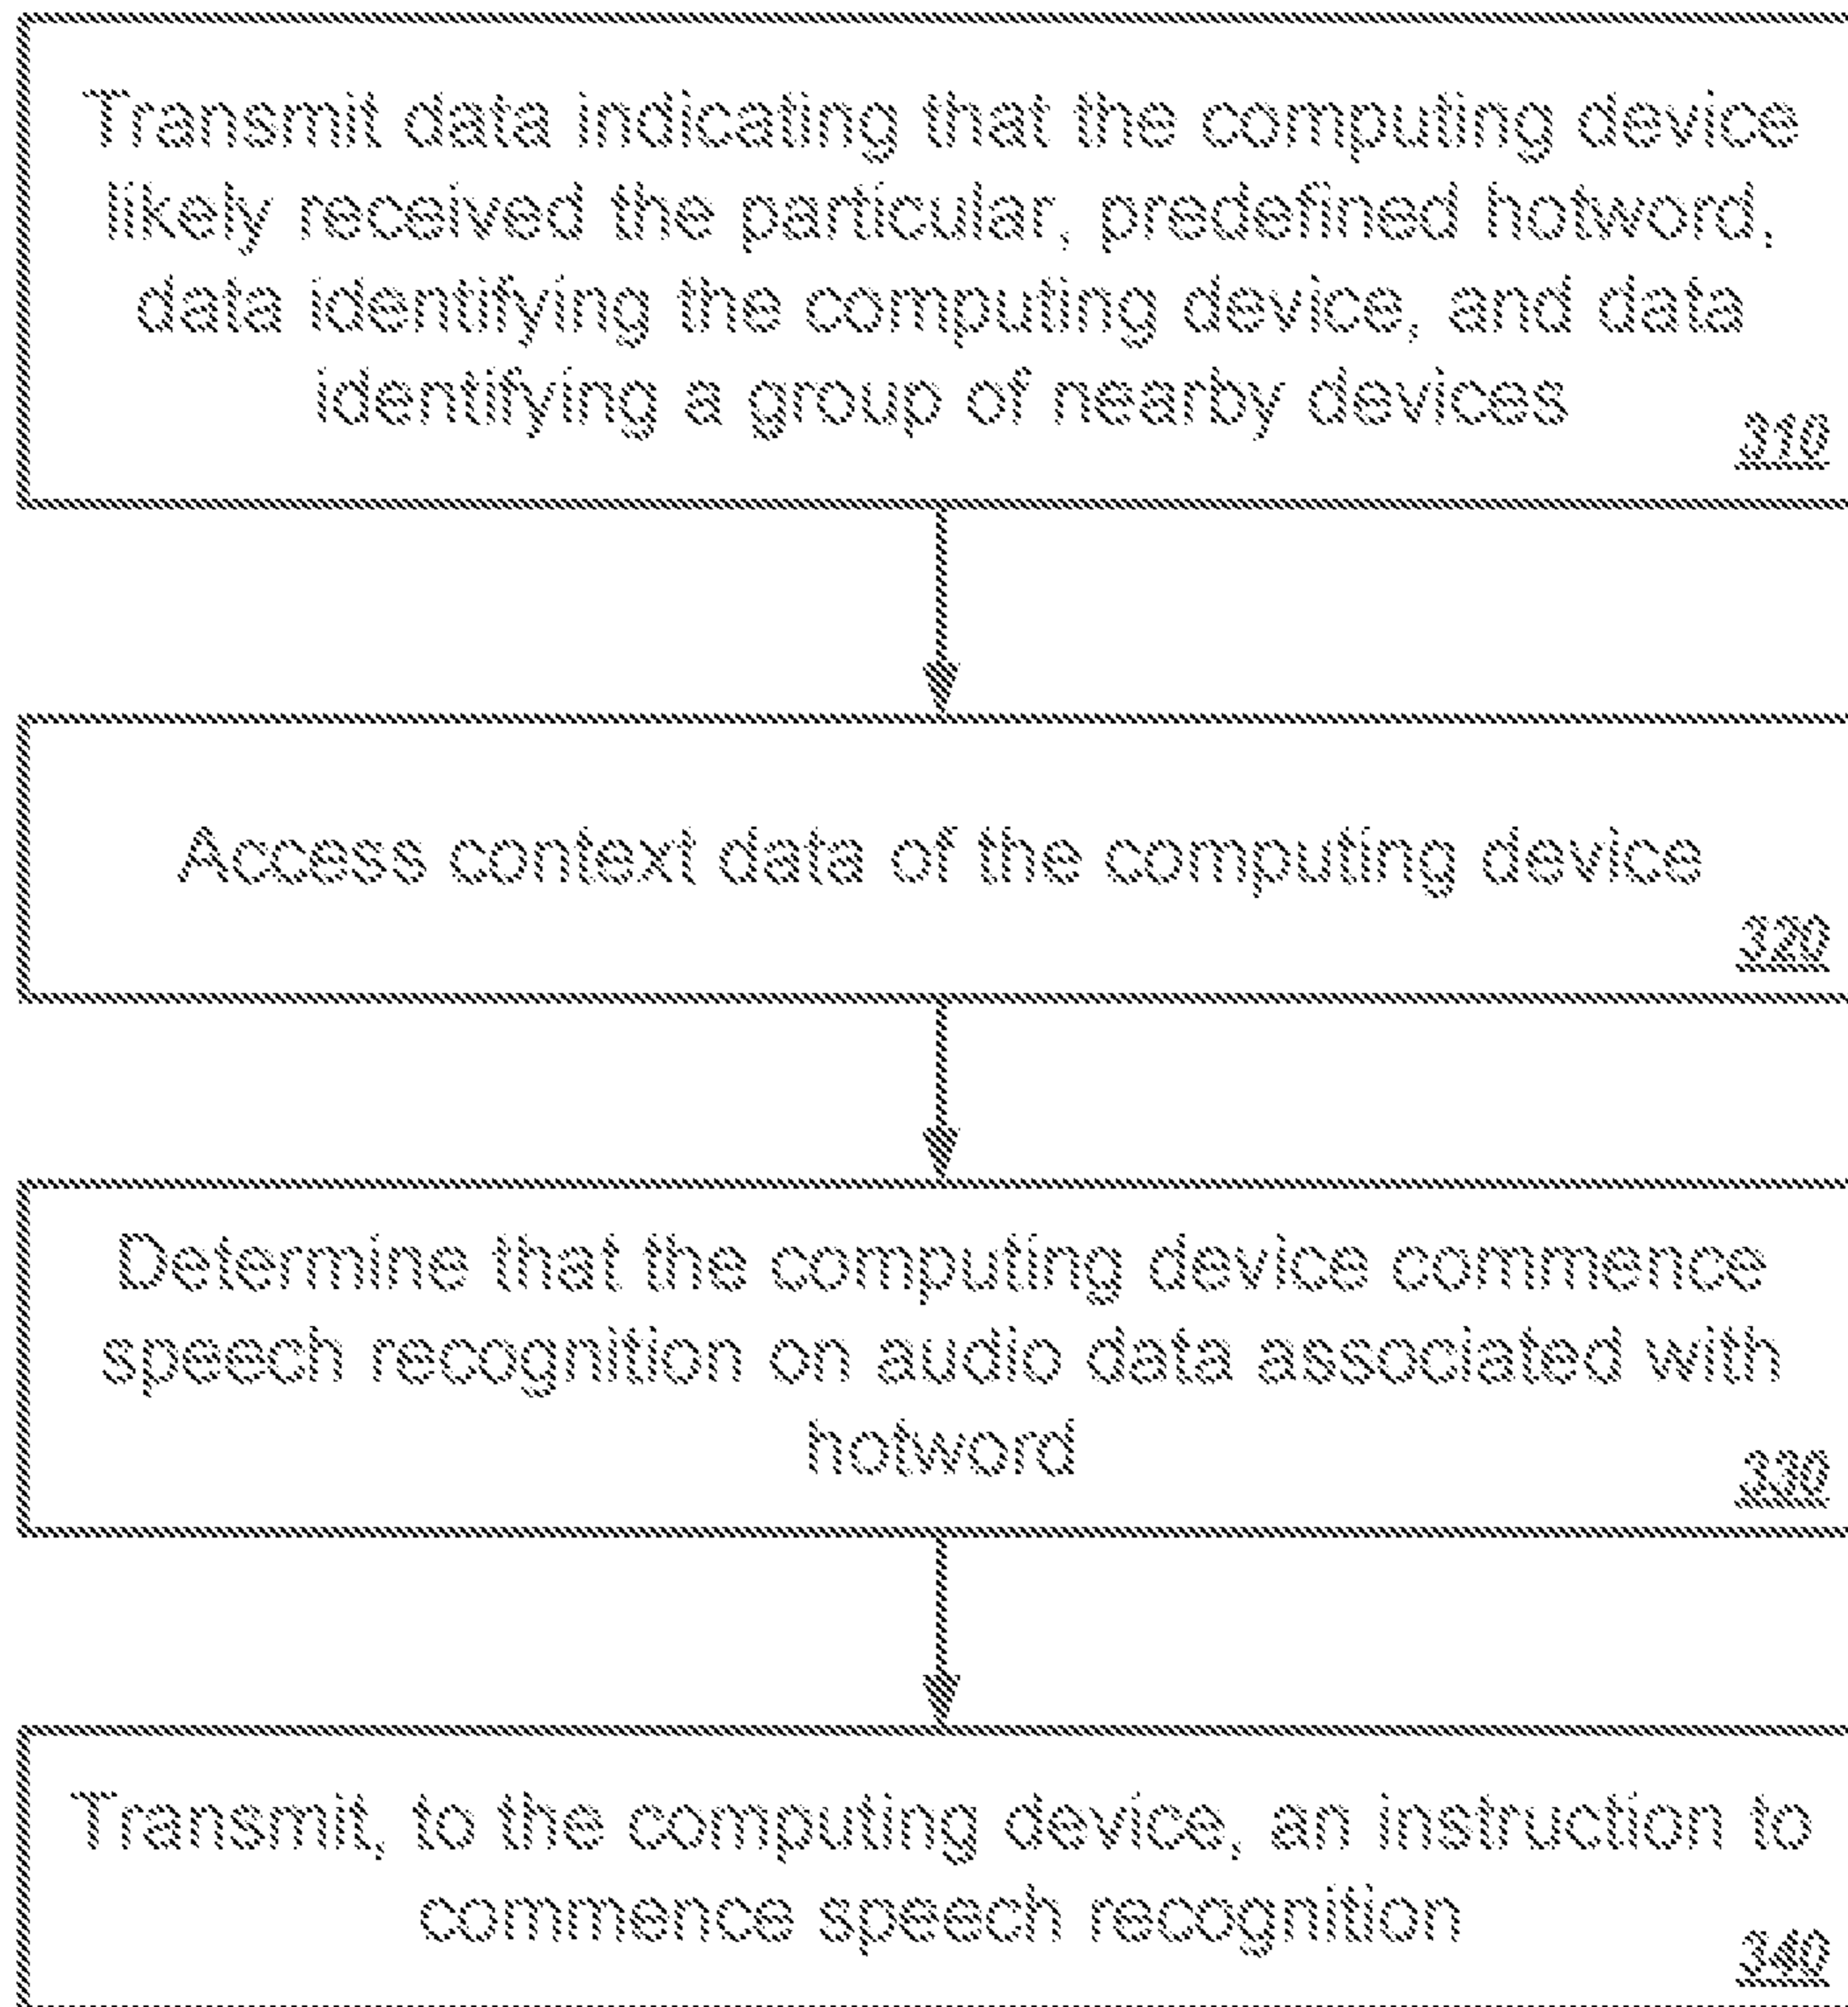 Transmit data indicating that the computing device
likely received the particular, predefined hotword,
data identifying the computing device, and data
identifying a group of nearby devices
310
Access context data of the computing device
320
Determine that the computing device commence
speech recognition on audio data associated with
hotword
330
Transmit, to the computing device, an instruction to
commence speech recognition
340